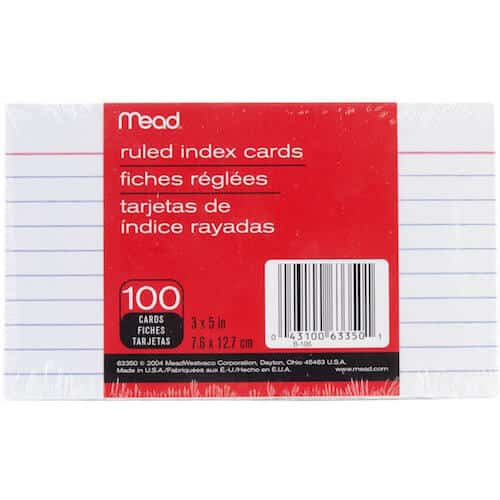 Mead
ruled index cards
fiches réglées
tarjetas de
índice rayadas
100
CARDS
FICHES
TARJETAS
3 x 5 in
7.6 x 12.7 cm
0 43100 63350 1
B-186
63350 © 2004 MeadWestvaco Corporation, Dayton, Ohio 45463 U.S.A.
Made in U.S.A./Fabriquées aux É.-U./Hecho en E.U.A.
www.mead.com